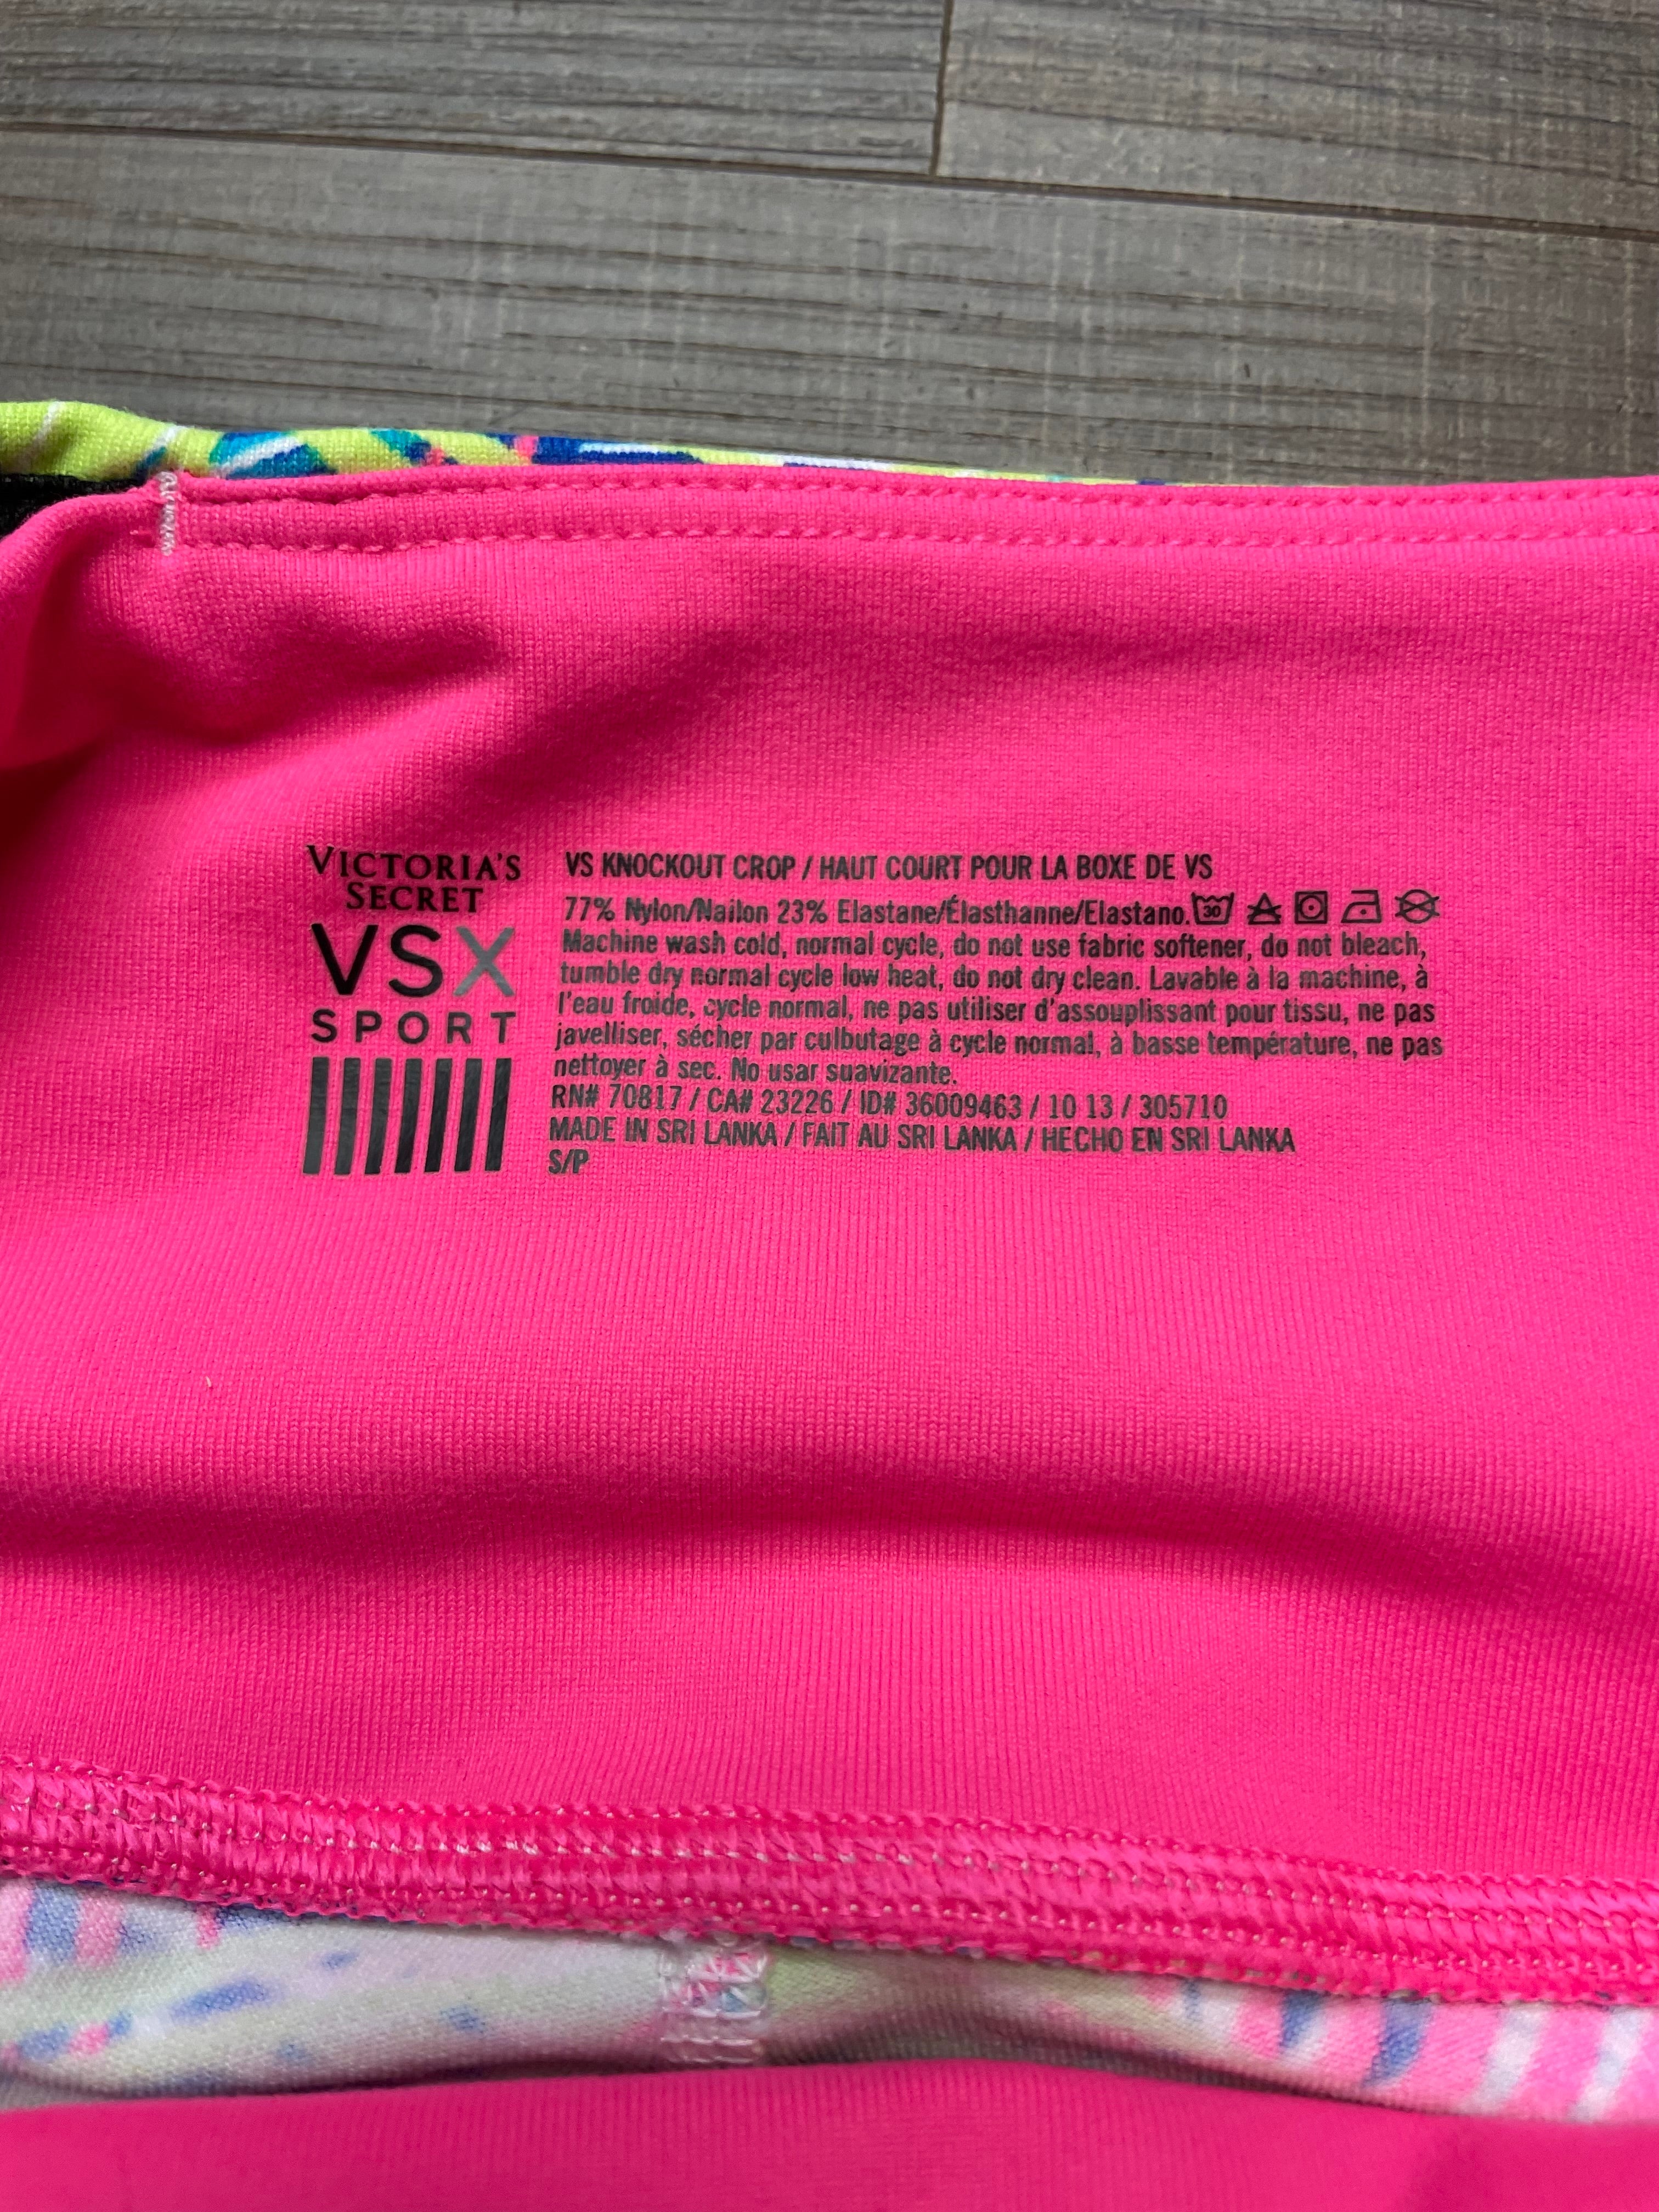 VICTORIA'S
SECRET
VSX
SPORT
VS KNOCKOUT CROP / HAUT COURT POUR LA BOXE DE VS
77% Nylon/Nailon 23% Elastane/Élasthanne/Elastano. 30
Machine wash cold, normal cycle, do not use fabric softener, do not bleach,
tumble dry normal cycle low heat, do not dry clean. Lavable à la machine, à
l'eau froide, cycle normal, ne pas utiliser d'assouplissant pour tissu, ne pas
javelliser, sécher par culbutage à cycle normal, à basse température, ne pas
nettoyer à sec. No usar suavizante.
RN# 70817 / CA# 23226 / ID# 36009463 / 10 13 / 305710
MADE IN SRI LANKA / FAIT AU SRI LANKA / HECHO EN SRI LANKA
S/P